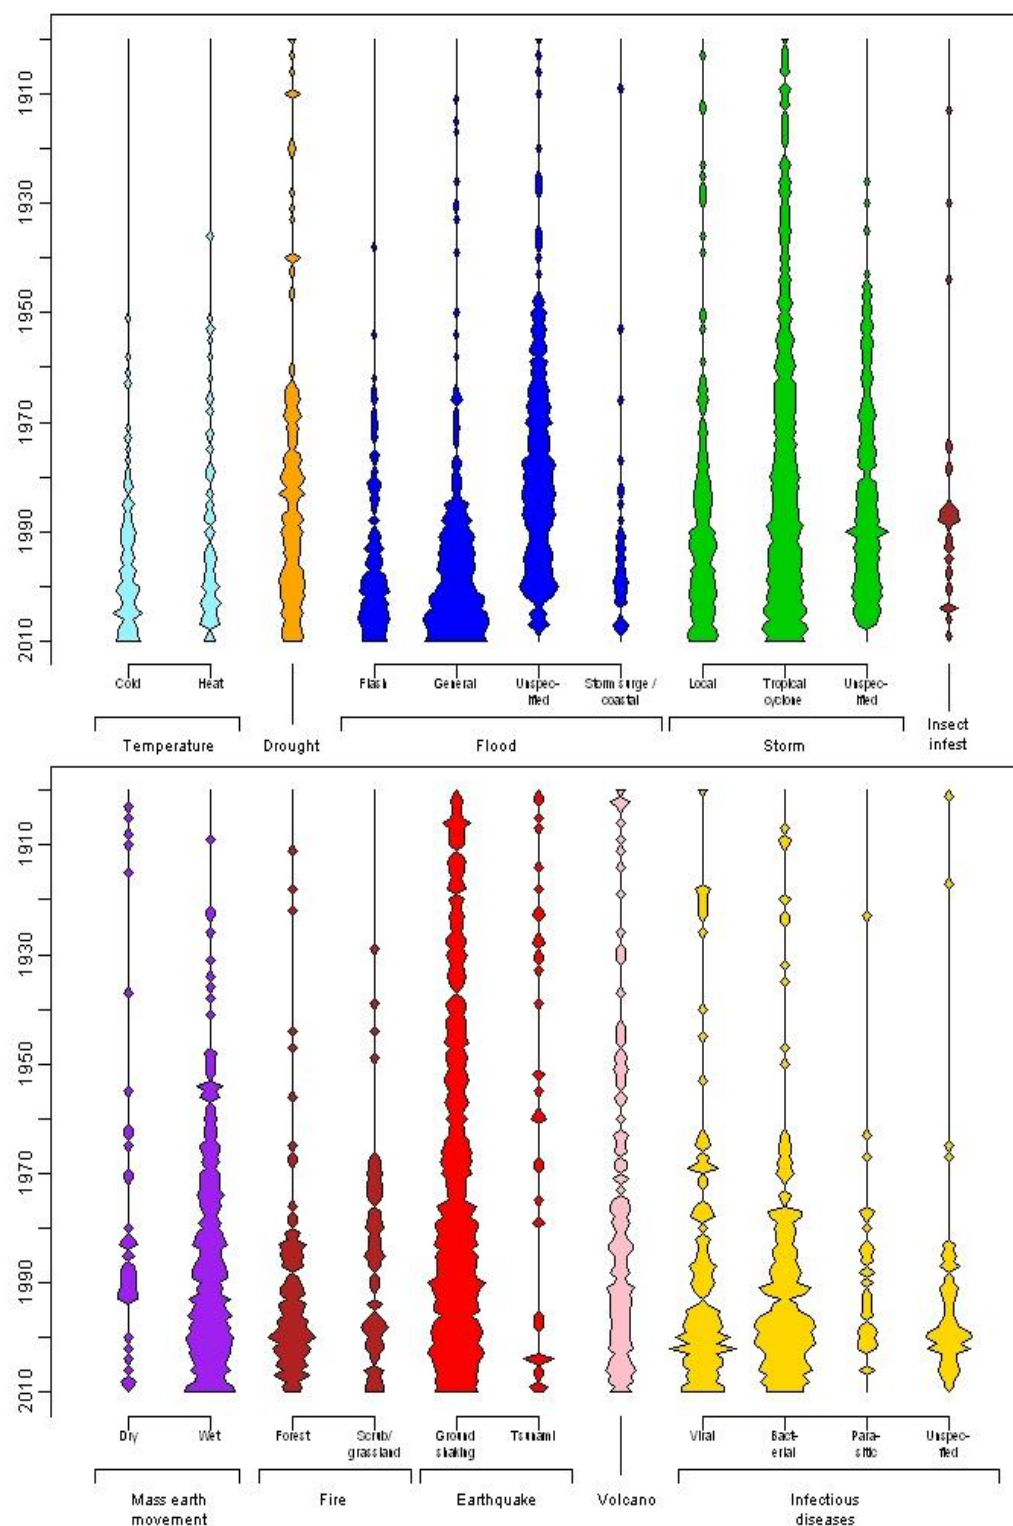 1910
1930
1950
1970
1990
2010
Cold
Heat
Flash
General
Unspec-
ified
Storm surge /
coastal
Local
Tropical
cyclone
Unspec-
ified
Temperature
Drought
Flood
Storm
Insect
infest
1910
1930
1950
1970
1990
2010
Dry
Wet
Forest
Scrub/
grassland
Ground
shaking
Tsunami
Viral
Bact-
erial
Para-
sitic
Unspec-
ified
Mass earth
movement
Fire
Earthquake
Volcano
Infectious
diseases